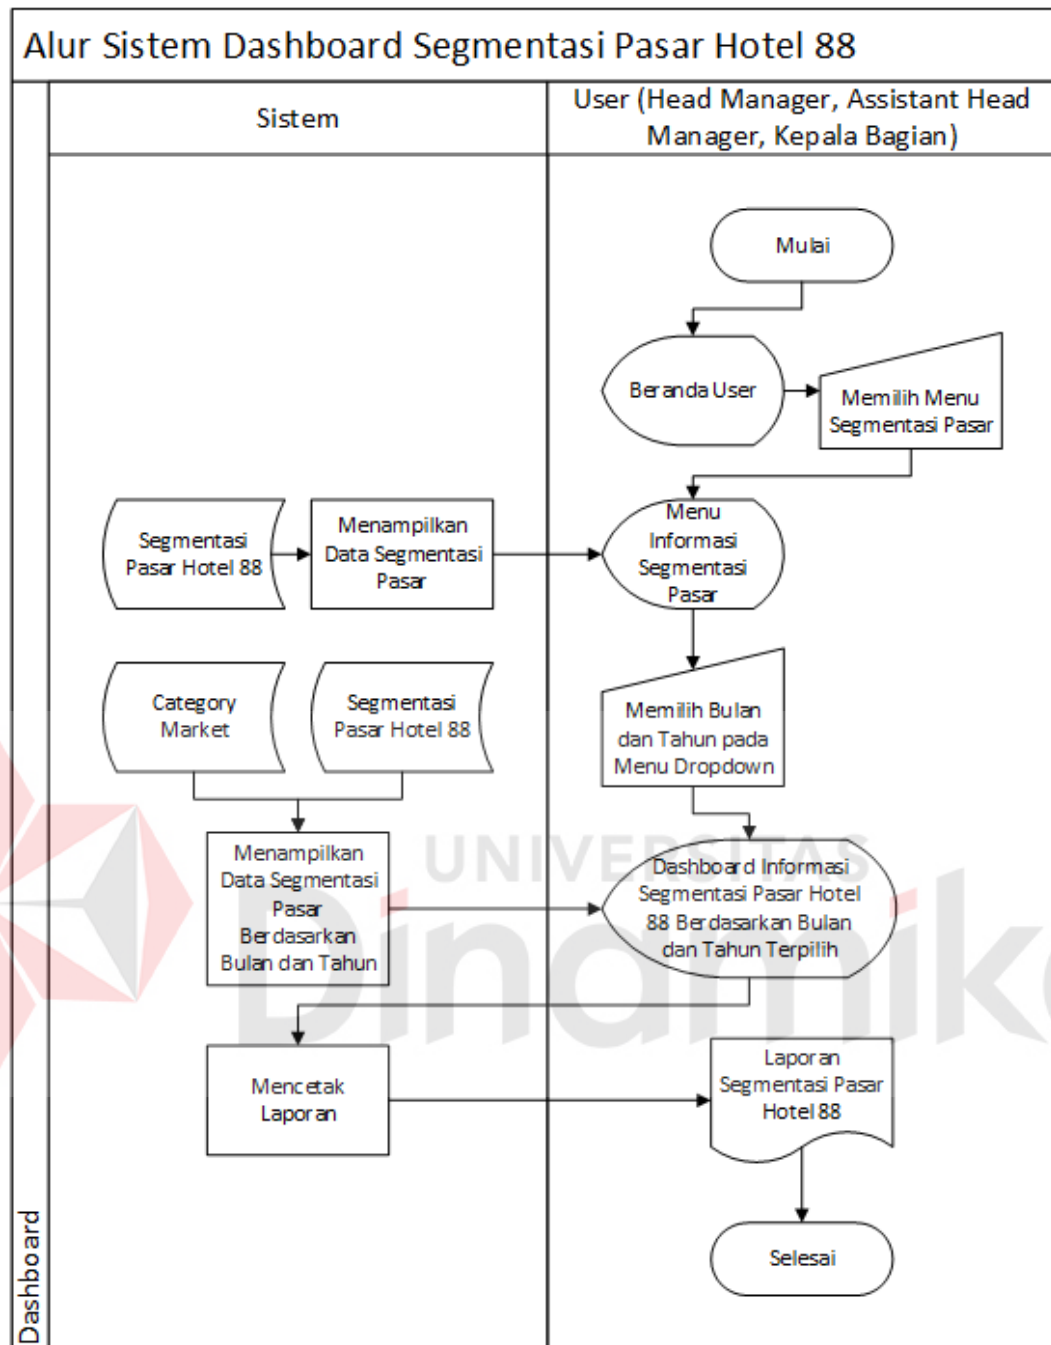 Alur Sistem Dashboard Segmentasi Pasar Hotel 88
Sistem
User (Head Manager, Assistant Head
Manager, Kepala Bagian)
Mulai
Beranda User
Memilih Menu
Segmentasi Pasar
Segmentasi
Pasar Hotel 88
Menampilkan
Data Segmentasi
Pasar
Menu
Informasi
Segmentasi
Pasar
Category
Market
Segmentasi
Pasar Hotel 88
Memilih Bulan
dan Tahun pada
Menu Dropdown
Menampilkan
Data Segmentasi
Pasar
Berdasarkan
Bulan dan Tahun
Dashboard Informasi
Segmentasi Pasar Hotel
88 Berdasarkan Bulan
dan Tahun Terpilih
UNIVERSITAS
Dinamika
Mencetak
Laporan
Laporan
Segmentasi Pasar
Hotel 88
Selesai
Dashboard